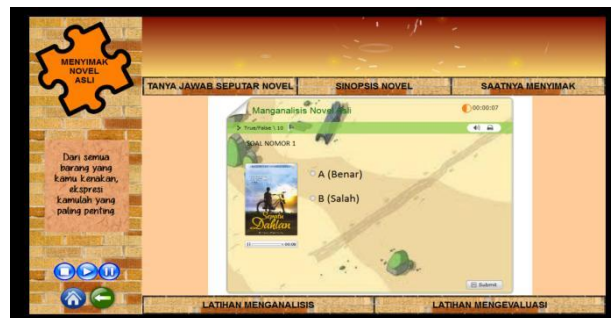 MENYIMAK
NOVEL
ASLI
TANYA JAWAB SEPUTAR NOVEL
SINOPSIS NOVEL
SAATNYA MENYIMAK
Manganalisis Novel Asli
00:00:07
SOAL NOMOR 1
A (Benar)
B (Salah)
Sepatu
Dahlan
Submit
Dari semua
barang yang
kamu kenakan,
ekspresi
kamulah yang
paling penting
LATIHAN MENGANALISIS
LATIHAN MENGEVALUASI